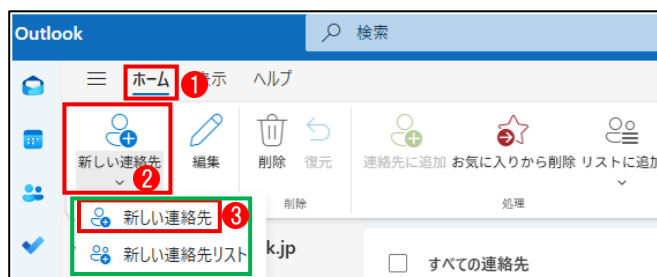 Outlook
検索
ホーム 1 表示 ヘルプ
新しい連絡先 2 編集 削除 復元 連絡先に追加 お気に入りから削除 リストに追加
削除 処理
新しい連絡先 3
新しい連絡先リスト k.jp
すべての連絡先